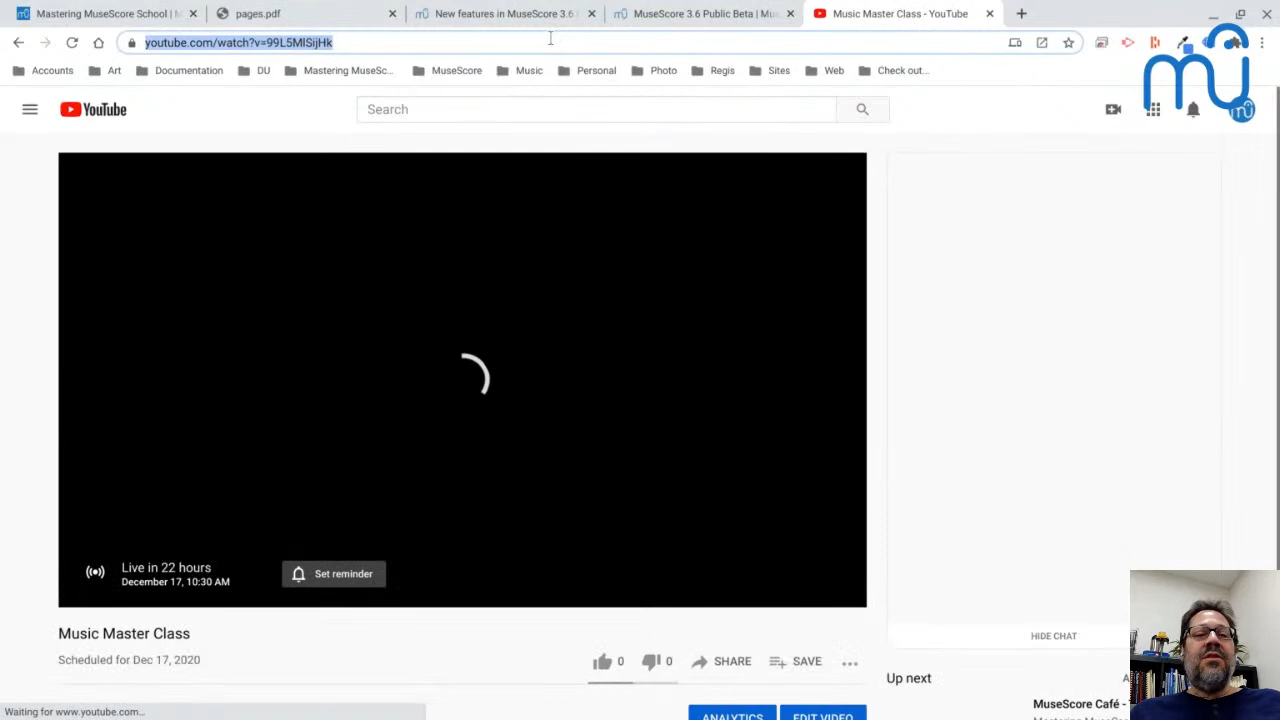 Mastering MuseScore School | M
pages.pdf
New features in MuseScore 3.6
MuseScore 3.6 Public Beta | Mus
Music Master Class - YouTube
youtube.com/watch?v=99L5MlSijHk
Accounts
Art
Documentation
DU
Mastering MuseSc...
MuseScore
Music
Personal
Photo
Regis
Sites
Web
Check out...
YouTube
Search
Live in 22 hours
December 17, 10:30 AM
Set reminder
Music Master Class
Scheduled for Dec 17, 2020
0
0
SHARE
SAVE
HIDE CHAT
Up next
A
MuseScore Café -
Mastering MuseSc
ANALYTICS
EDIT VIDEO
Waiting for www.youtube.com...